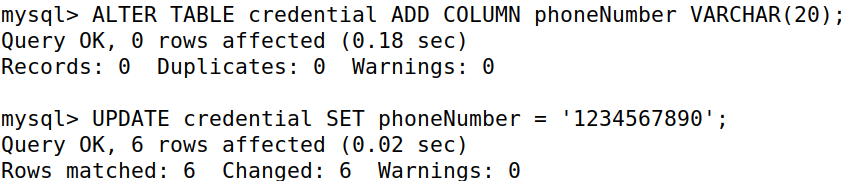 mysql> ALTER TABLE credential ADD COLUMN phoneNumber VARCHAR(20);
Query OK, 0 rows affected (0.18 sec)
Records: 0  Duplicates: 0  Warnings: 0

mysql> UPDATE credential SET phoneNumber = '1234567890';
Query OK, 6 rows affected (0.02 sec)
Rows matched: 6  Changed: 6  Warnings: 0